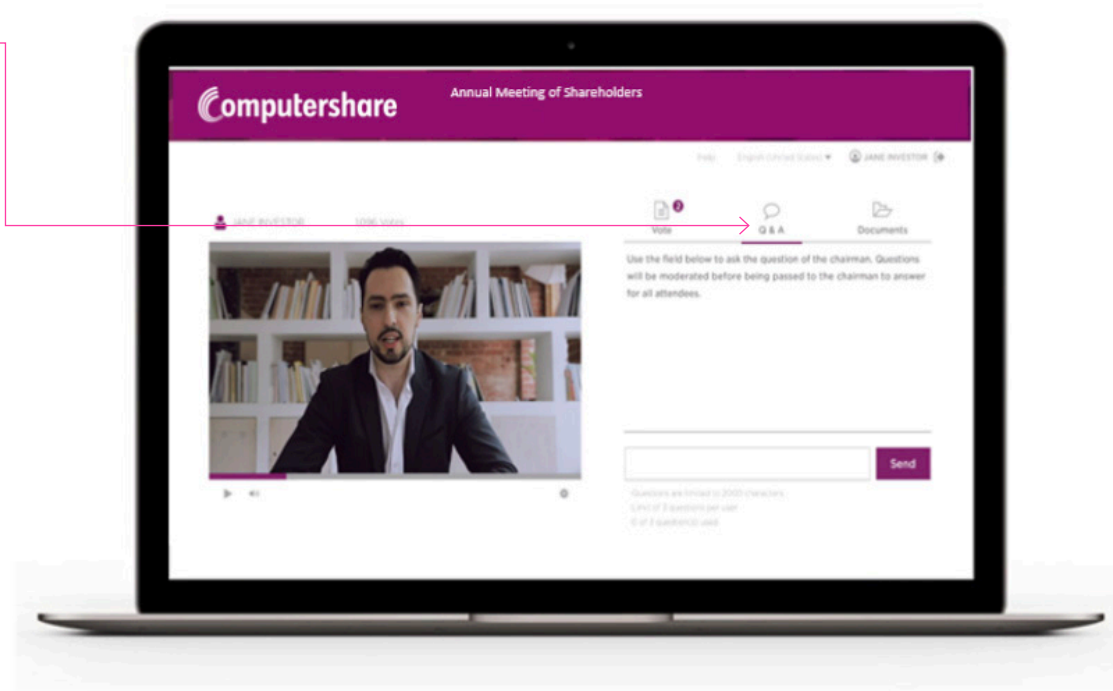 Computershare
Annual Meeting of Shareholders
Help English (United States) JANE INVESTOR
JANE INVESTOR 1096 Votes
2
Vote Q & A Documents
Use the field below to ask the question of the chairman. Questions
will be moderated before being passed to the chairman to answer
for all attendees.
Send
Questions are limited to 2000 characters
Limit of 3 questions per user
0 of 3 question(s) used